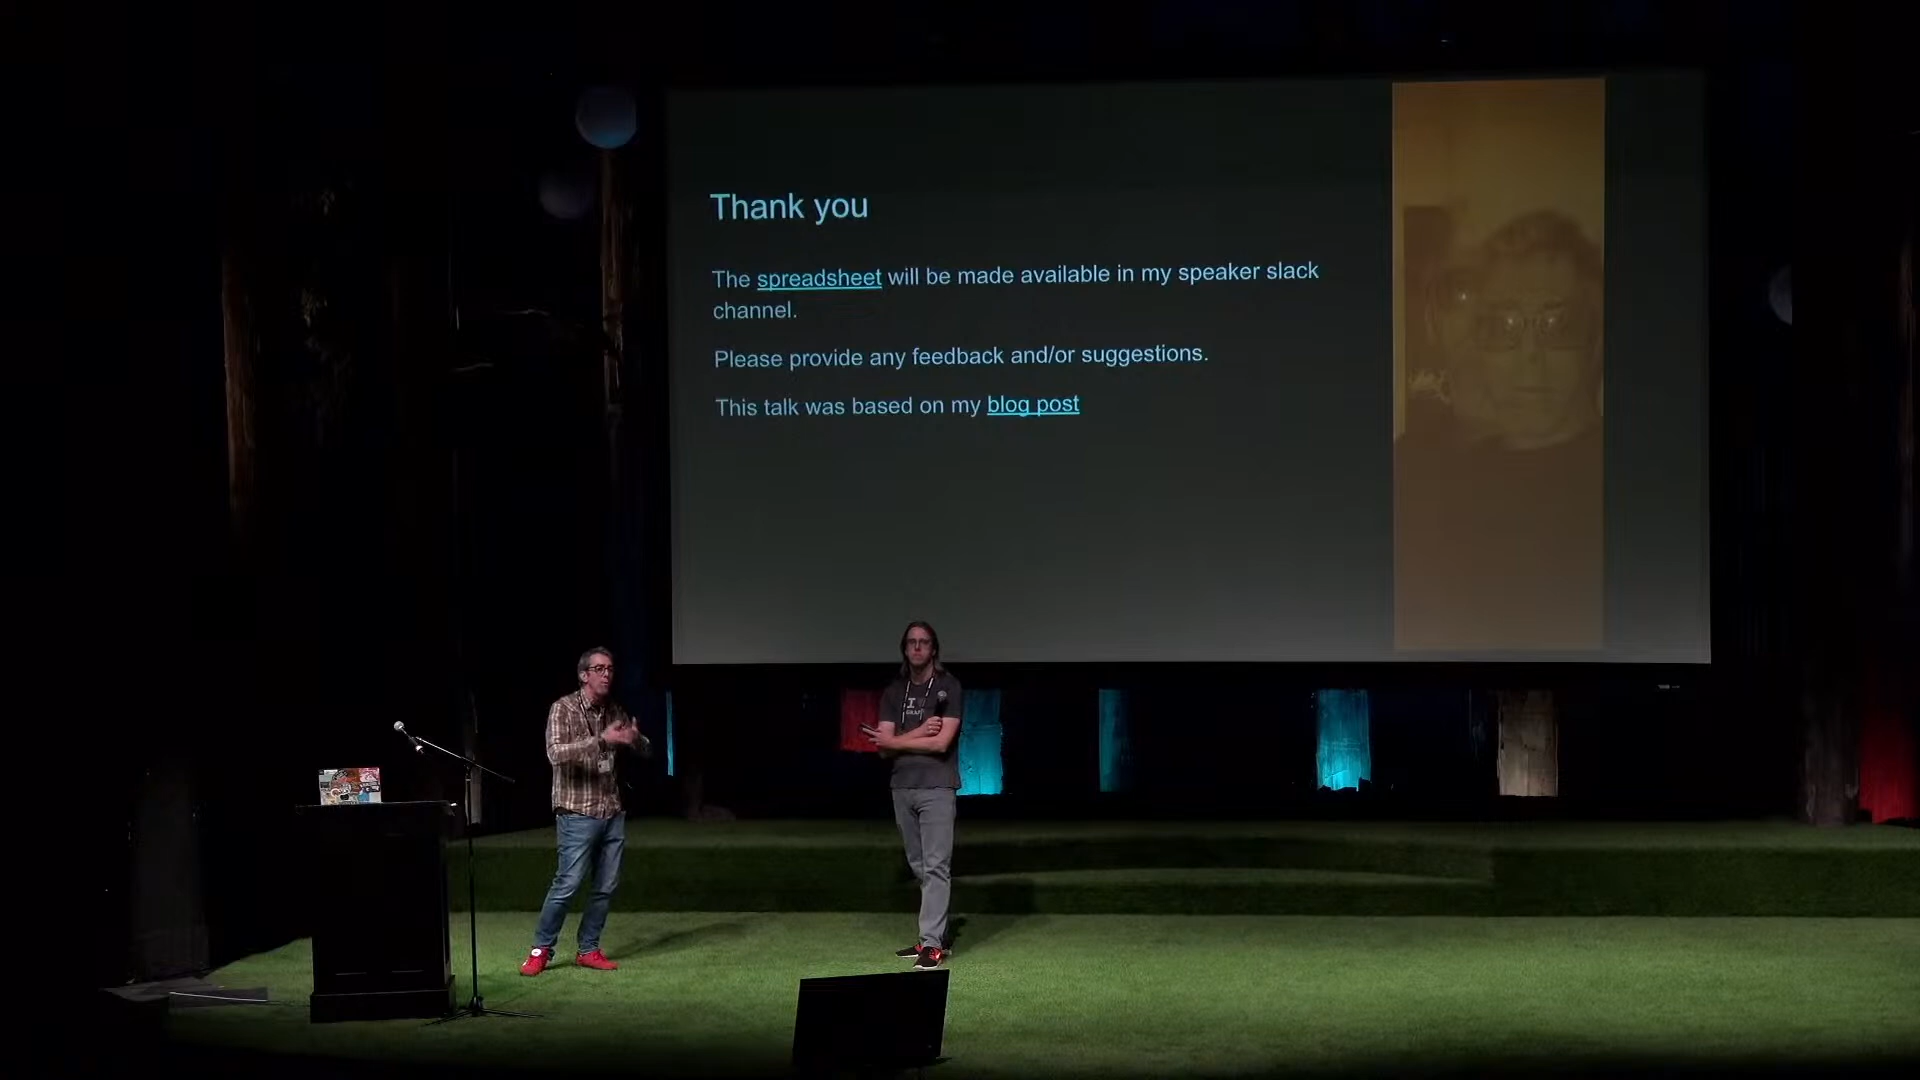 Thank you
The spreadsheet will be made available in my speaker slack
channel.
Please provide any feedback and/or suggestions.
This talk was based on my blog post
I
GRAP